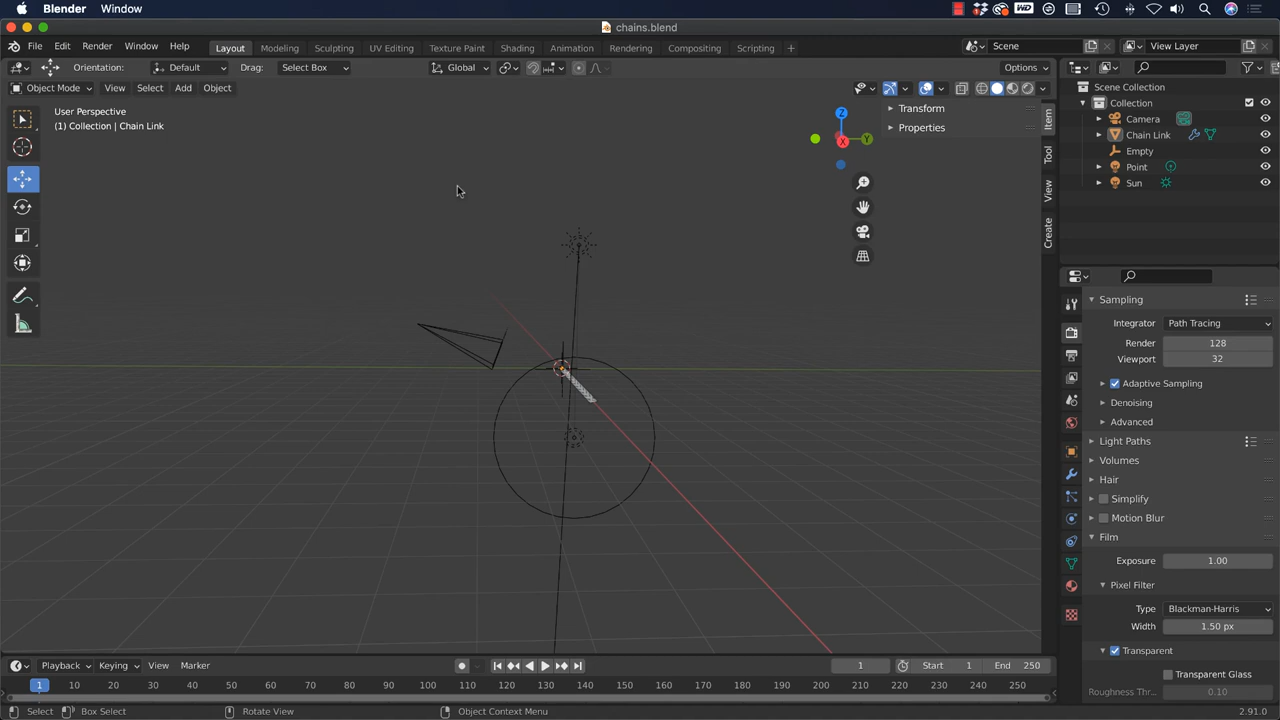 Blender Window
chains.blend
File Edit Render Window Help Layout Modeling Sculpting UV Editing Texture Paint Shading Animation Rendering Compositing Scripting + Scene View Layer
Orientation: Default Drag: Select Box Global Options
Object Mode View Select Add Object
User Perspective
(1) Collection | Chain Link
Z
Y
X
Transform
Properties
Item
Tool
View
Create
Scene Collection
Collection
Camera
Chain Link
Empty
Point
Sun
Sampling
Integrator Path Tracing
Render 128
Viewport 32
Adaptive Sampling
Denoising
Advanced
Light Paths
Volumes
Hair
Simplify
Motion Blur
Film
Exposure 1.00
Pixel Filter
Type Blackman-Harris
Width 1.50 px
Transparent
Transparent Glass
Roughness Thr... 0.10
Playback Keying View Marker 1 Start 1 End 250
1 10 20 30 40 50 60 70 80 90 100 110 120 130 140 150 160 170 180 190 200 210 220 230 240 250
Select Box Select Rotate View Object Context Menu 2.91.0